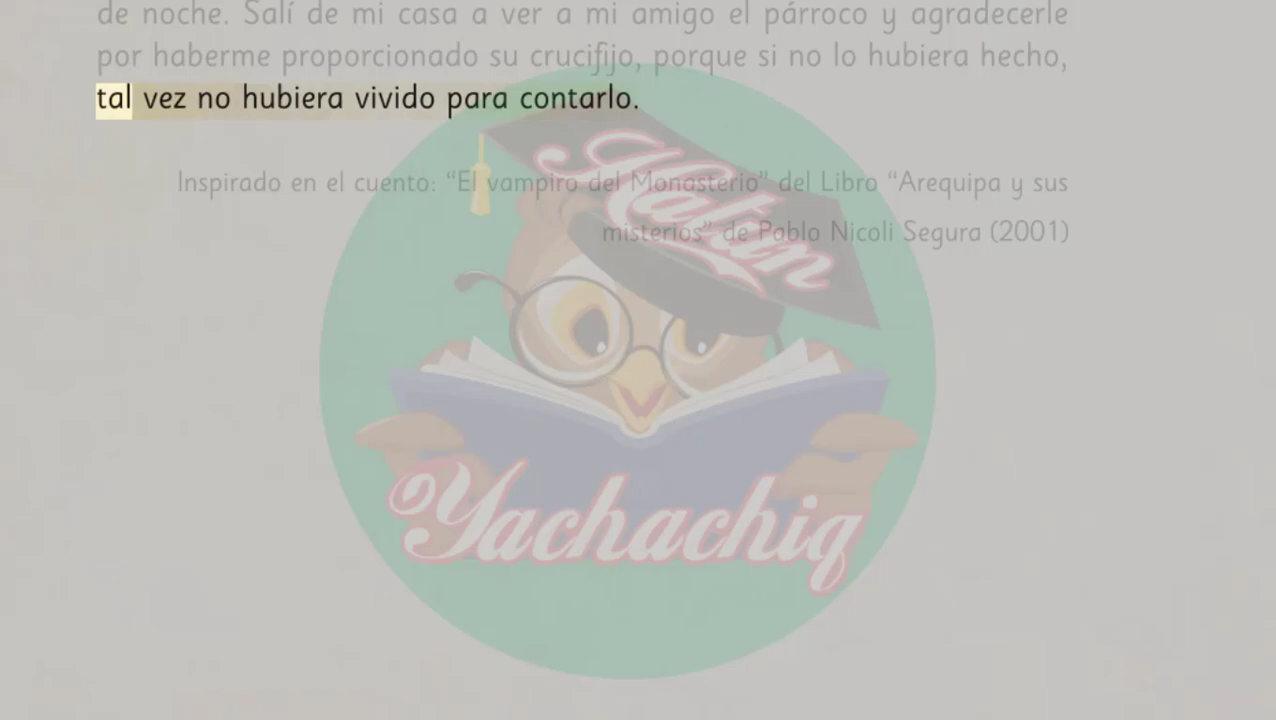 de noche. Salí de mi casa a ver a mi amigo el párroco y agradecerle
por haberme proporcionado su crucifijo, porque si no lo hubiera hecho,
tal vez no hubiera vivido para contarlo.
Inspirado en el cuento: “El vampiro del Monasterio” del Libro “Arequipa y sus
misterios” de Pablo Nicoli Segura (2001)
Hatun
Yachachiq